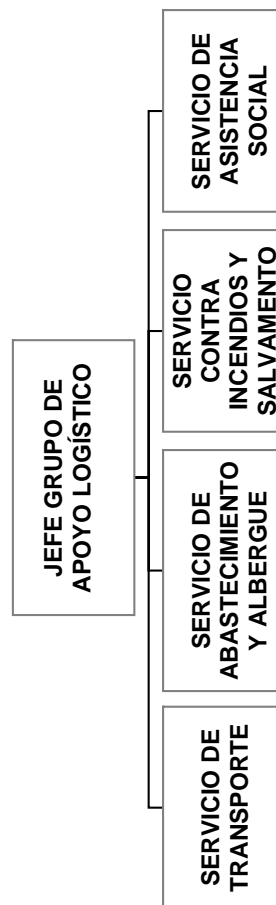 JEFE GRUPO DE
APOYO LOGÍSTICO
SERVICIO DE
TRANSPORTE
SERVICIO DE
ABASTECIMIENTO
Y ALBERGUE
SERVICIO
CONTRA
INCENDIOS Y
SALVAMENTO
SERVICIO DE
ASISTENCIA
SOCIAL